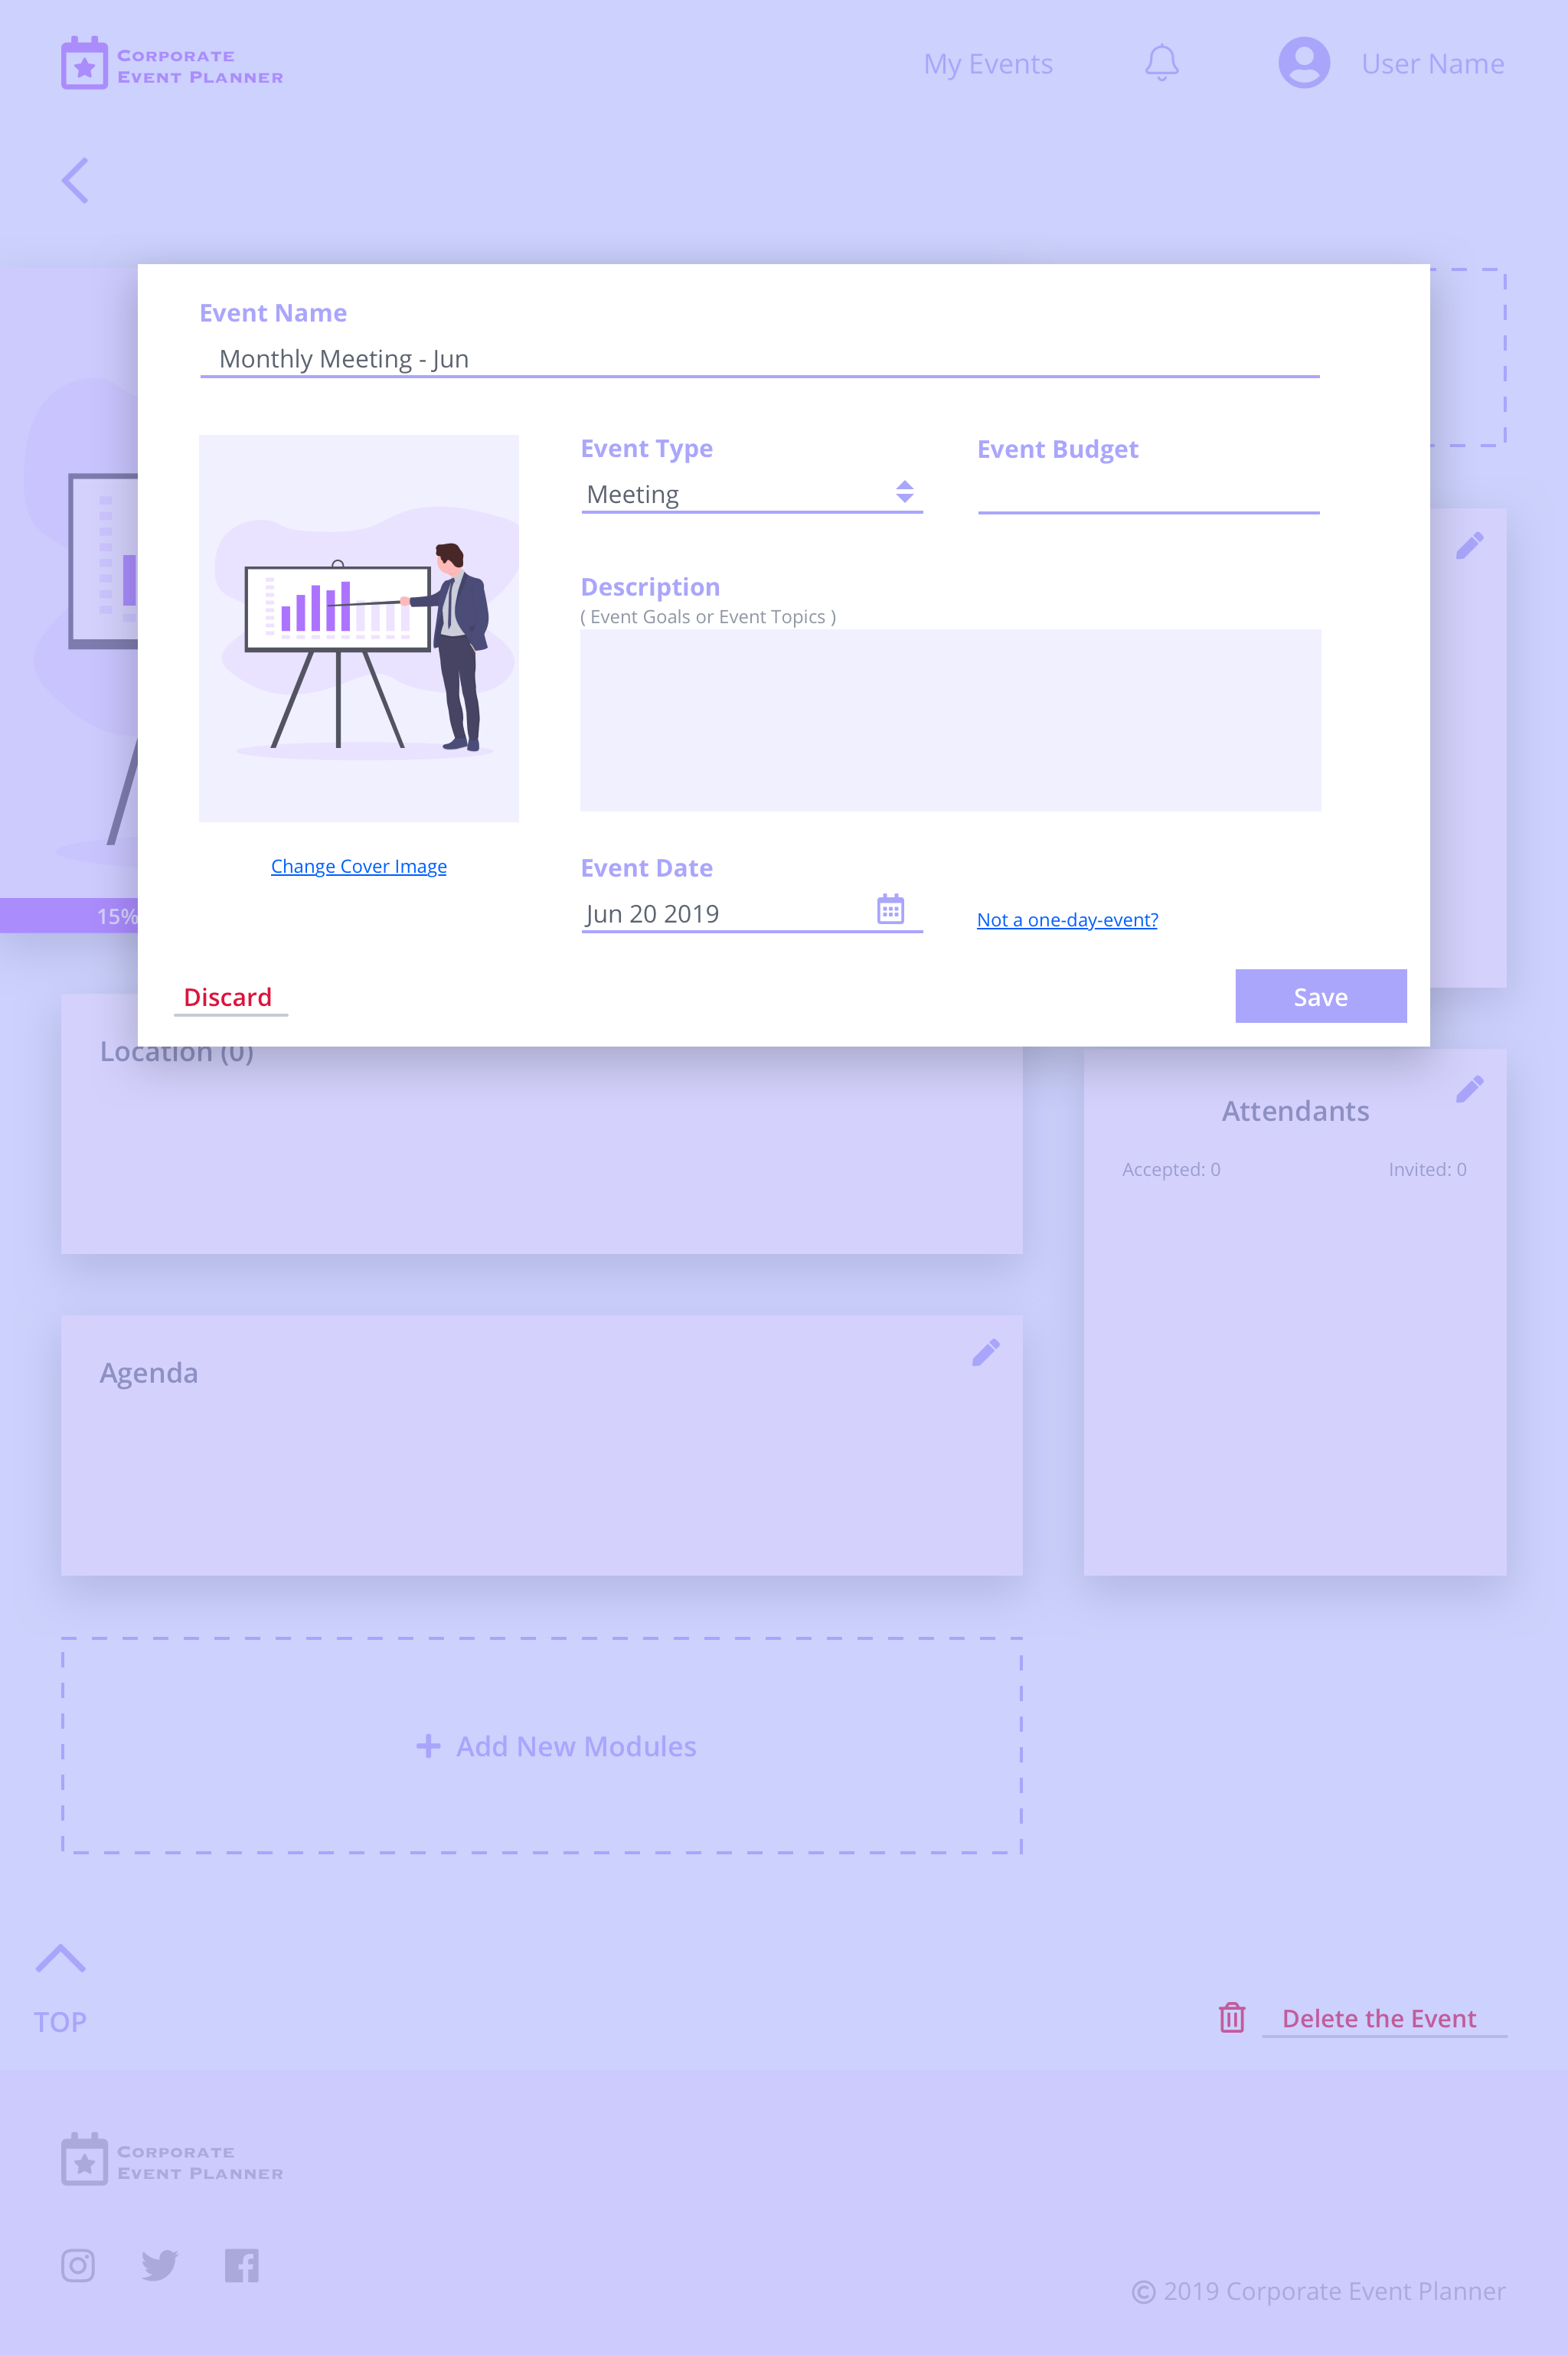 CORPORATE
EVENT PLANNER
My Events
User Name
Event Name
Monthly Meeting - Jun
Event Type
Event Budget
Meeting
Description
( Event Goals or Event Topics )
Change Cover Image
Event Date
15%
Jun 20 2019
Not a one-day-event?
Discard
Save
Location (0)
Attendants
Accepted: 0
Invited: 0
Agenda
Add New Modules
TOP
Delete the Event
CORPORATE
EVENT PLANNER
© 2019 Corporate Event Planner